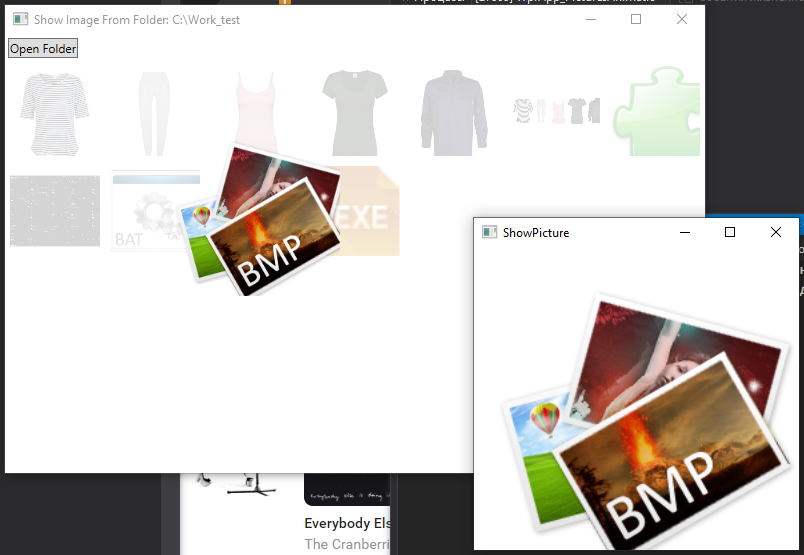 Show Image From Folder: C:\Work_test
Open Folder
BAT
EXE
BMP
ShowPicture
BMP
Everybody Els
The Cranberri